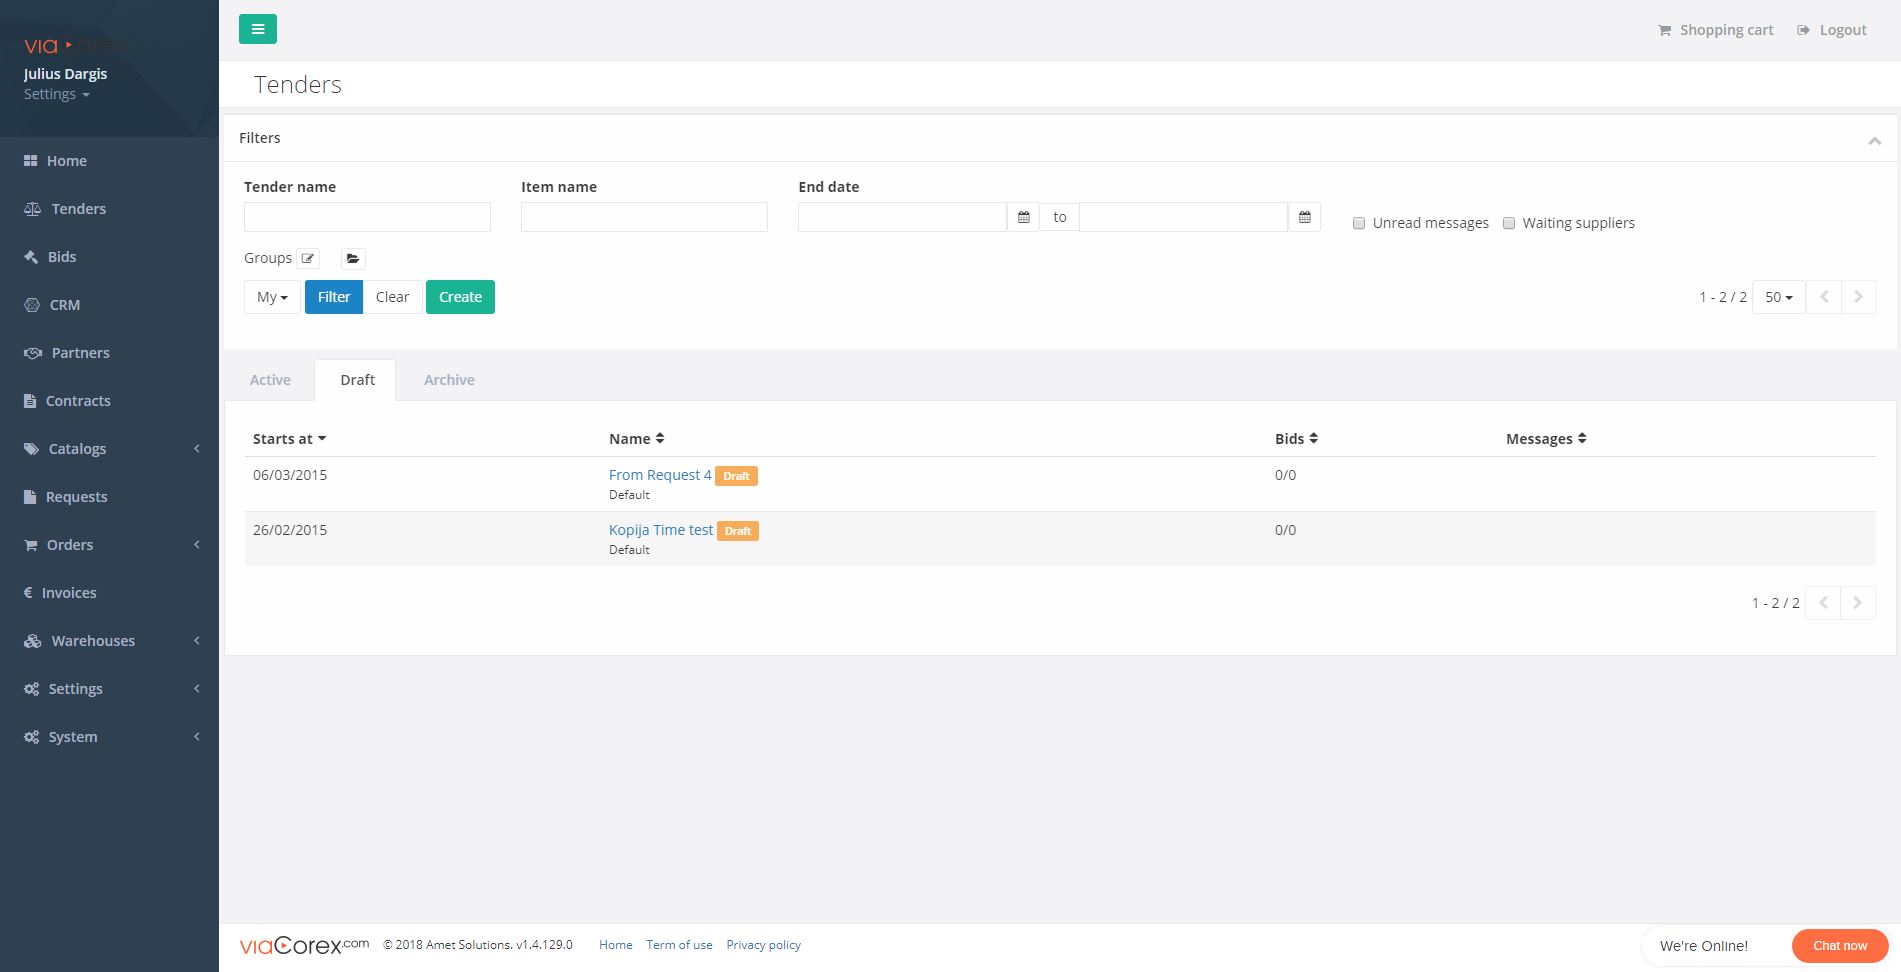 via
Julius Dargis
Settings
Home
Tenders
Bids
CRM
Partners
Contracts
Catalogs
Requests
Orders
€ Invoices
Warehouses
Settings
System
Shopping cart Logout
Tenders
Filters
Tender name Item name End date
to Unread messages Waiting suppliers
Groups
My Filter Clear Create 1 - 2 / 2 50
Active Draft Archive
Starts at Name Bids Messages
06/03/2015 From Request 4 Draft 0/0
Default
26/02/2015 Kopija Time test Draft 0/0
Default
1 - 2 / 2
viaCorex.com © 2018 Amet Solutions. v1.4.129.0 Home Term of use Privacy policy We're Online! Chat now